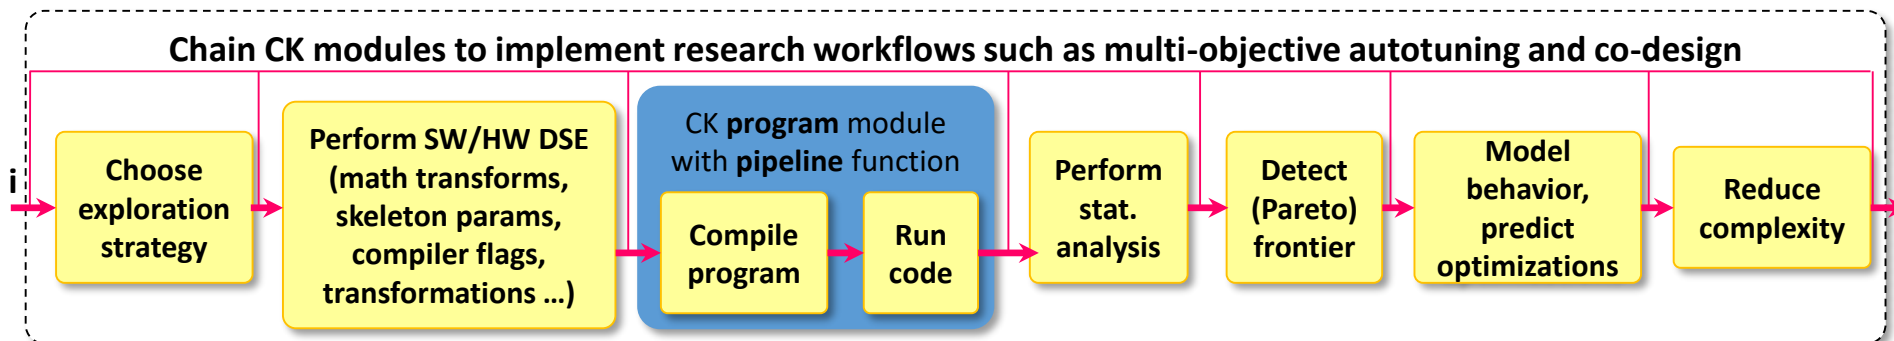 Chain CK modules to implement research workflows such as multi-objective autotuning and co-design
i
Choose
exploration
strategy
Perform SW/HW DSE
(math transforms,
skeleton params,
compiler flags,
transformations …)
CK program module
with pipeline function
Compile
program
Run
code
Perform
stat.
analysis
Detect
(Pareto)
frontier
Model
behavior,
predict
optimizations
Reduce
complexity